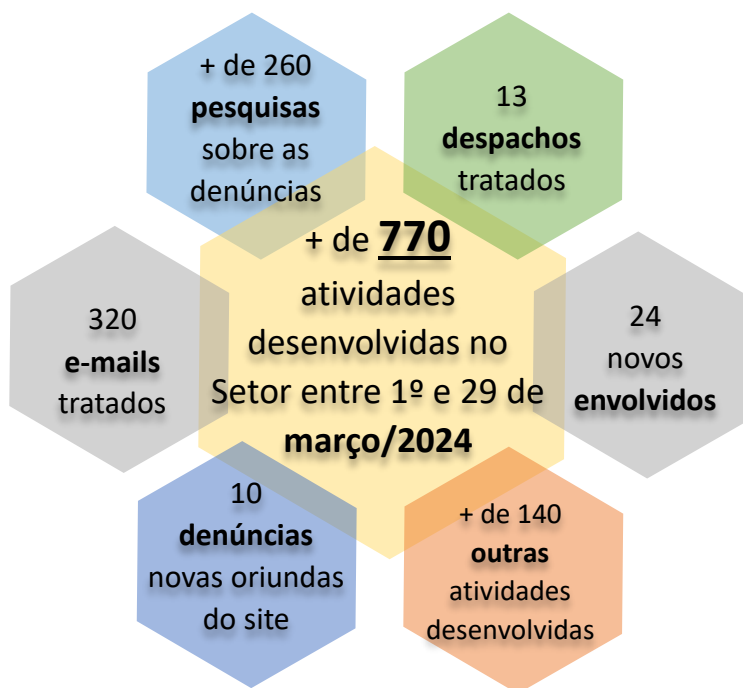 + de 260
pesquisas
sobre as
denúncias
13
despachos
tratados
+ de 770
atividades
desenvolvidas no
Setor entre 1º e 29 de
março/2024
320
e-mails
tratados
24
novos
envolvidos
10
denúncias
novas oriundas
do site
+ de 140
outras
atividades
desenvolvidas